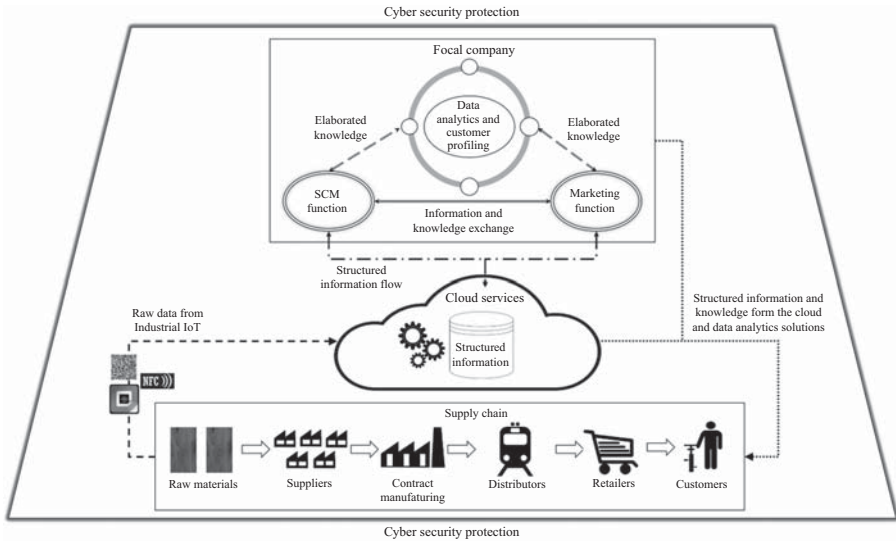 Cyber security protection
Focal company
Data
analytics and
customer
profiling
Elaborated
knowledge
Elaborated
knowledge
SCM
function
Marketing
function
Information and
knowledge exchange
Structured
information flow
Cloud services
Structured
information
Raw data from
Industrial IoT
Structured information and
knowledge form the cloud
and data analytics solutions
NFC
Supply chain
Raw materials
Suppliers
Contract
manufaturing
Distributors
Retailers
Customers
Cyber security protection